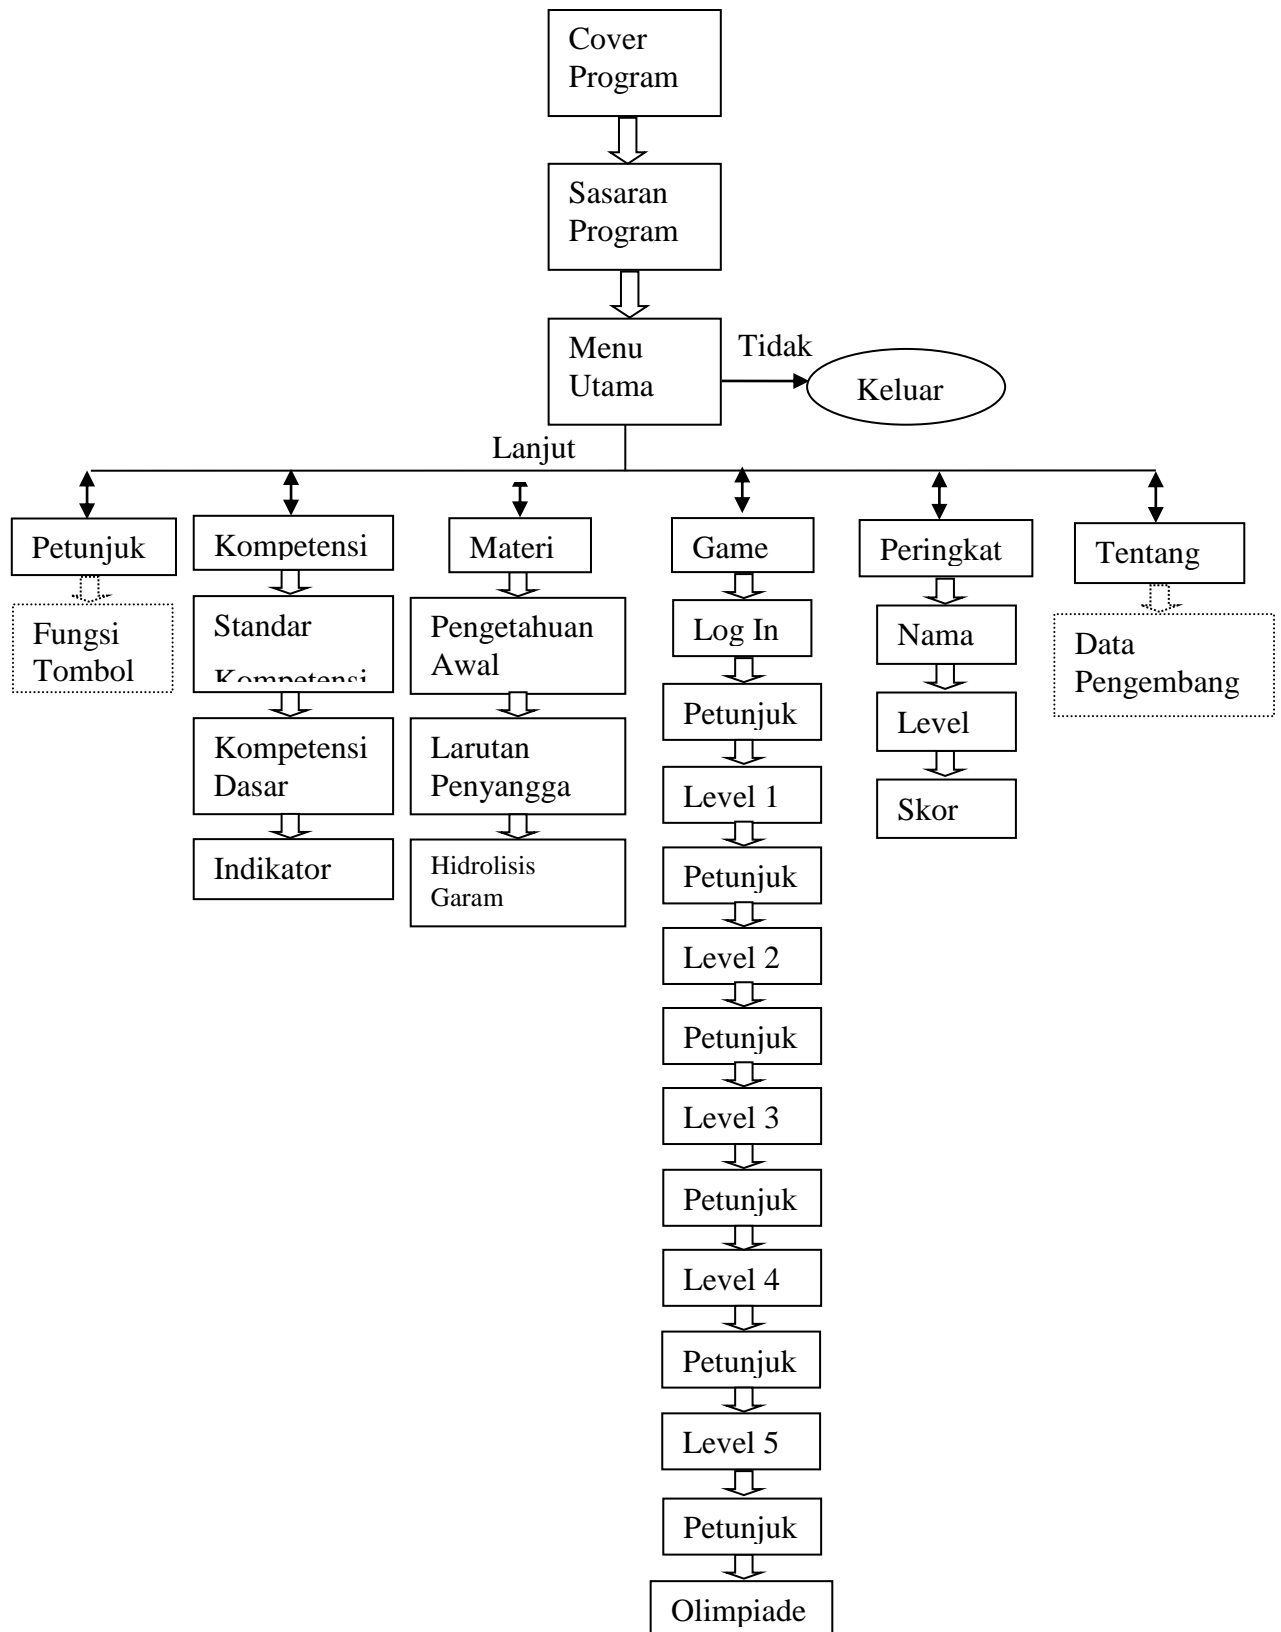 Cover
Program
Sasaran
Program
Menu
Utama
Tidak
Keluar
Lanjut
Petunjuk
Fungsi
Tombol
Kompetensi
Standar
Kompetensi
Kompetensi
Dasar
Indikator
Materi
Pengetahuan
Awal
Larutan
Penyangga
Hidrolisis
Garam
Game
Log In
Petunjuk
Level 1
Petunjuk
Level 2
Petunjuk
Level 3
Petunjuk
Level 4
Petunjuk
Level 5
Petunjuk
Olimpiade
Peringkat
Nama
Level
Skor
Tentang
Data
Pengembang